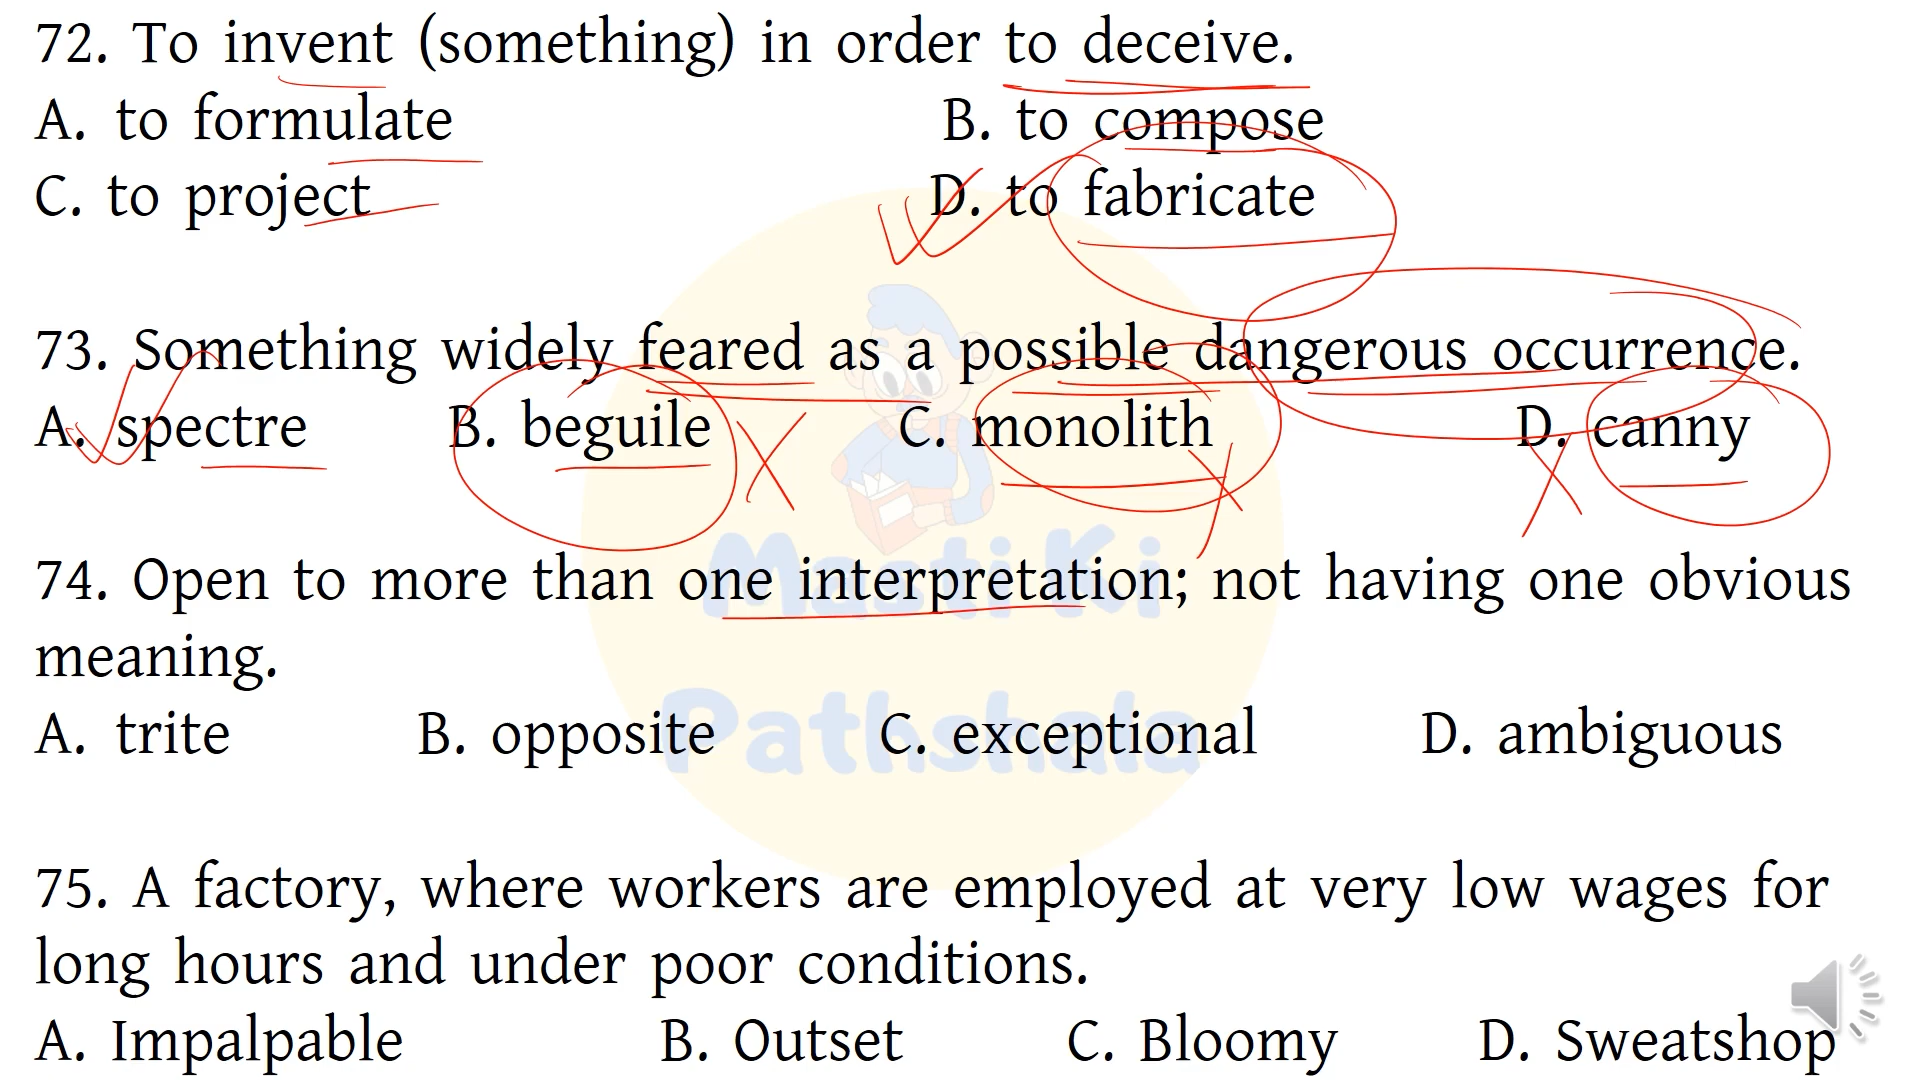 72. To invent (something) in order to deceive.
A. to formulate B. to compose
C. to project D. to fabricate
73. Something widely feared as a possible dangerous occurrence.
A. spectre B. beguile C. monolith D. canny
74. Open to more than one interpretation; not having one obvious
meaning.
A. trite B. opposite C. exceptional D. ambiguous
75. A factory, where workers are employed at very low wages for
long hours and under poor conditions.
A. Impalpable B. Outset C. Bloomy D. Sweatshop
Masti Ki
Pathshala